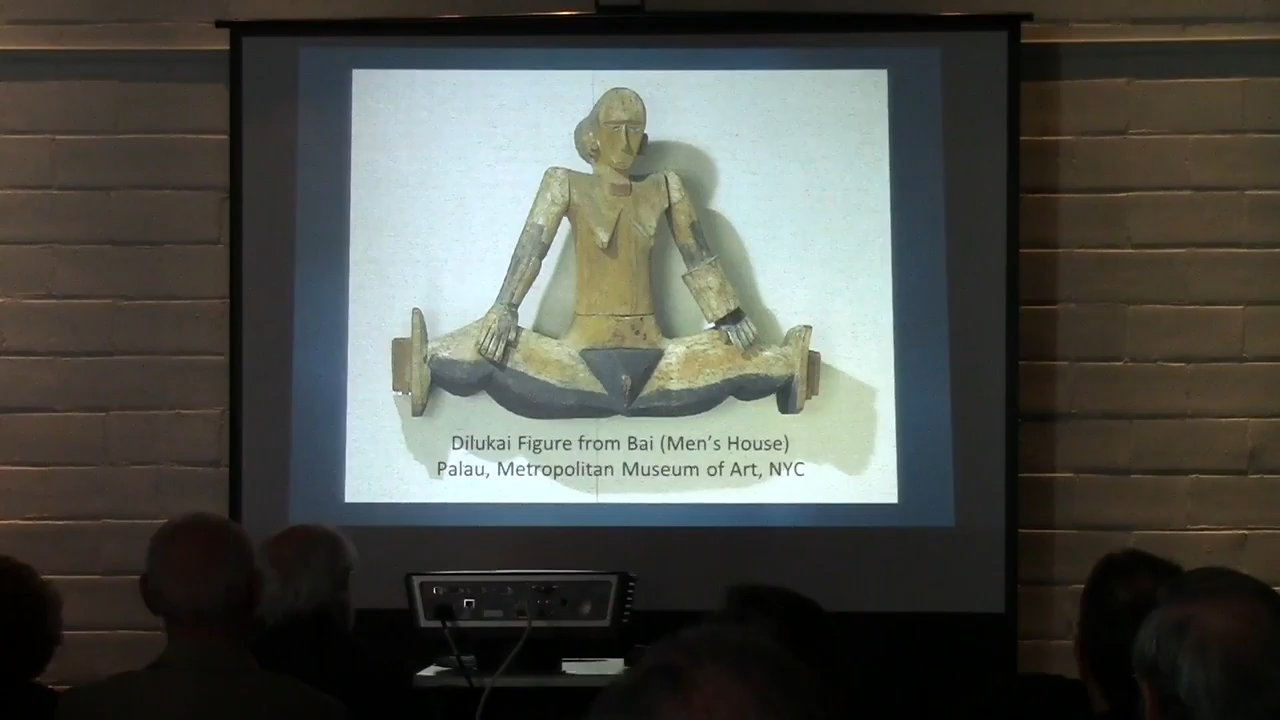 Dilukai Figure from Bai (Men's House)
Palau, Metropolitan Museum of Art, NYC